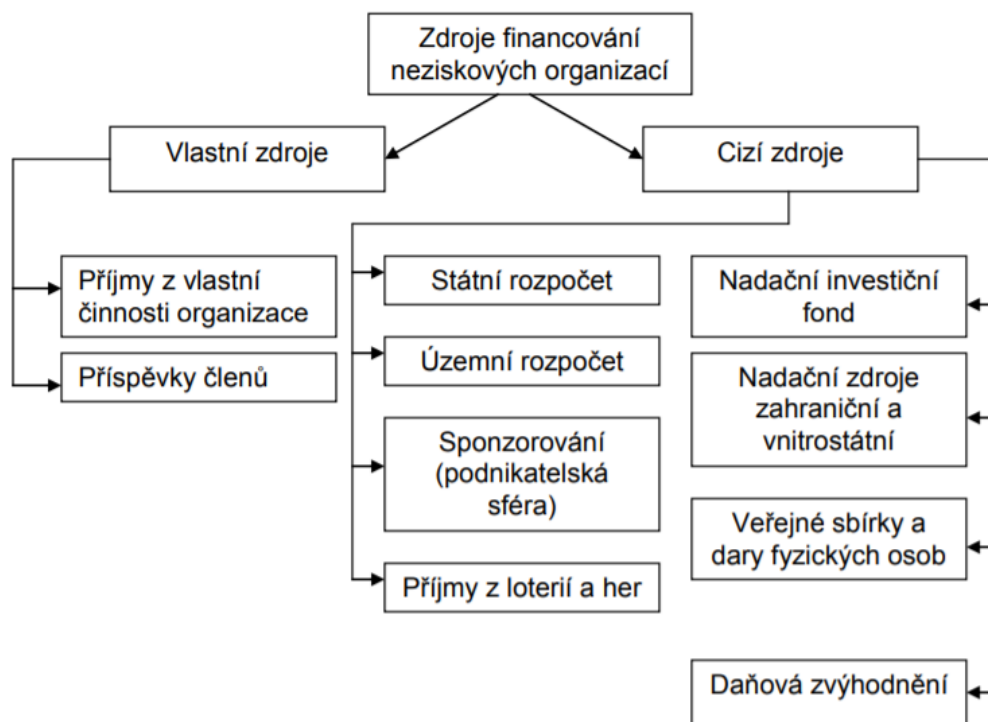 Zdroje financování
neziskových organizací
Vlastní zdroje
Cizí zdroje
Příjmy z vlastní
činnosti organizace
Příspěvky členů
Státní rozpočet
Územní rozpočet
Sponzorování
(podnikatelská
sféra)
Příjmy z loterií a her
Nadační investiční
fond
Nadační zdroje
zahraniční a
vnitrostátní
Veřejné sbírky a
dary fyzických osob
Daňová zvýhodnění